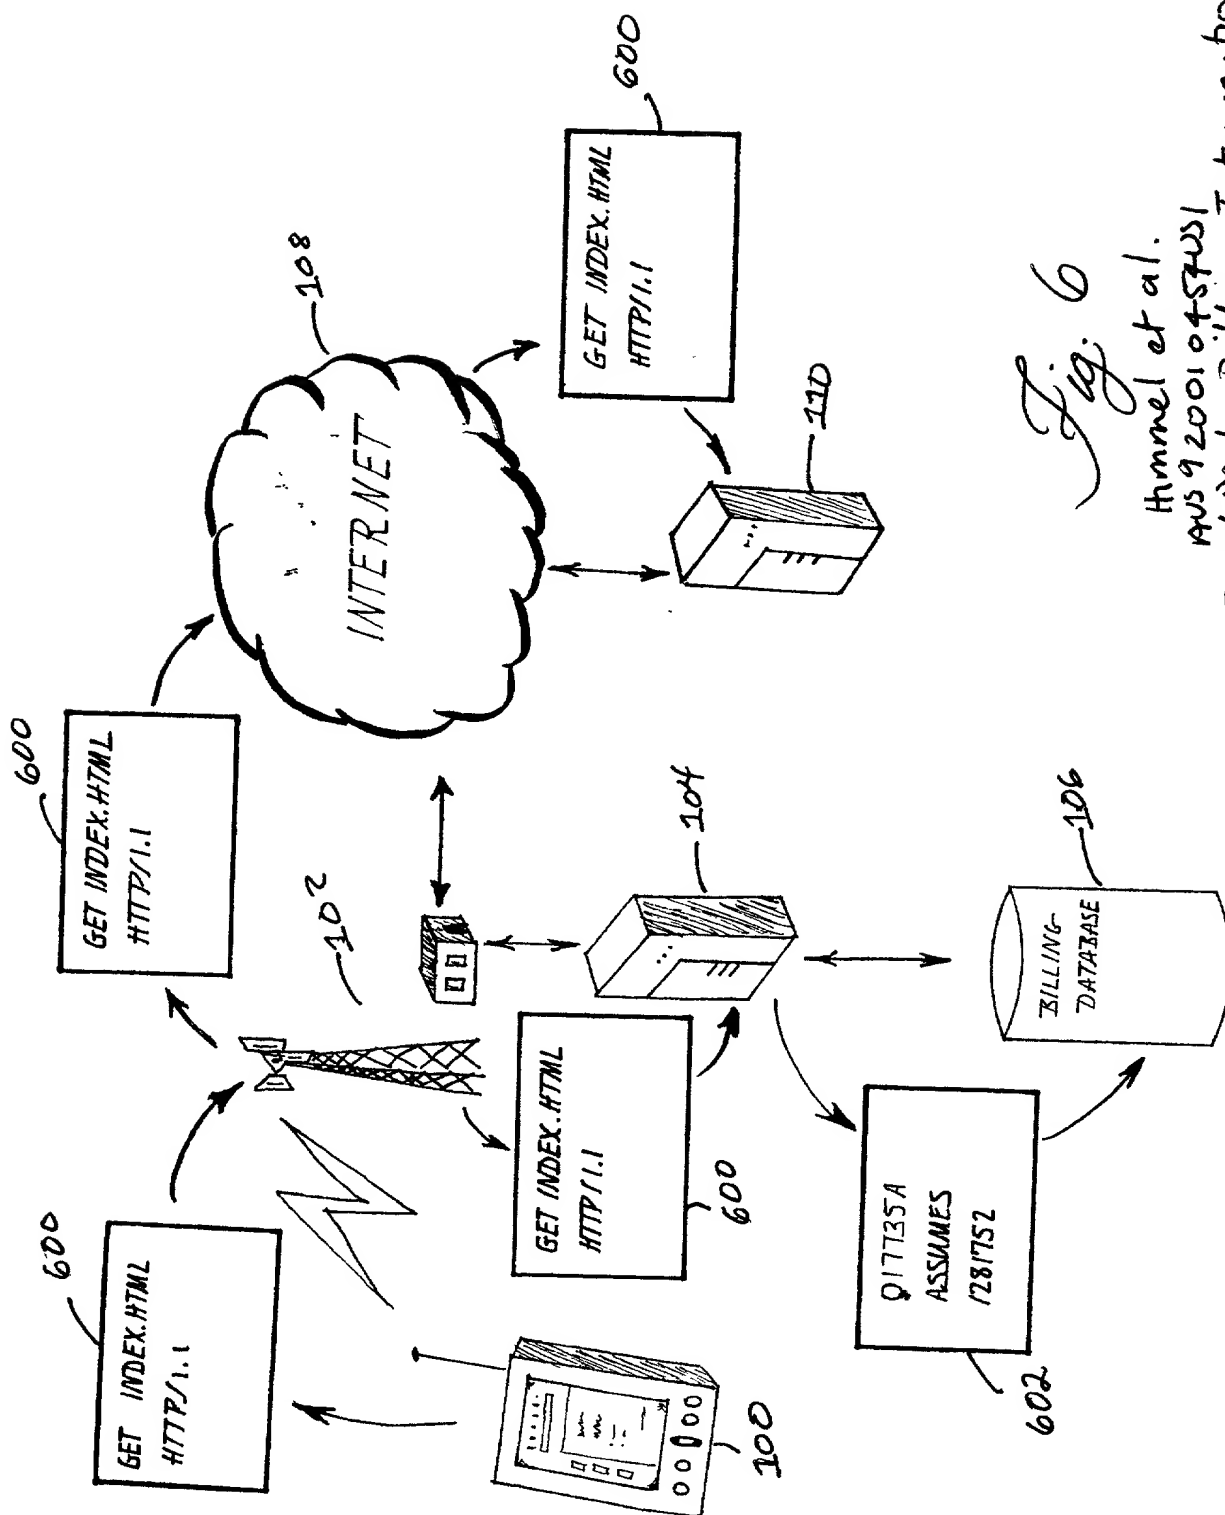 600
GET INDEX.HTML
HTTP/1.1
600
GET INDEX.HTML
HTTP/1.1
108
INTERNET
600
GET INDEX.HTML
HTTP/1.1
110
102
100
GET INDEX.HTML
HTTP/1.1
600
104
Q17735A
ASSUMES
1281752
602
BILLING
DATABASE
106
Fig. 6
Himmel et al.
AUS920010454US1